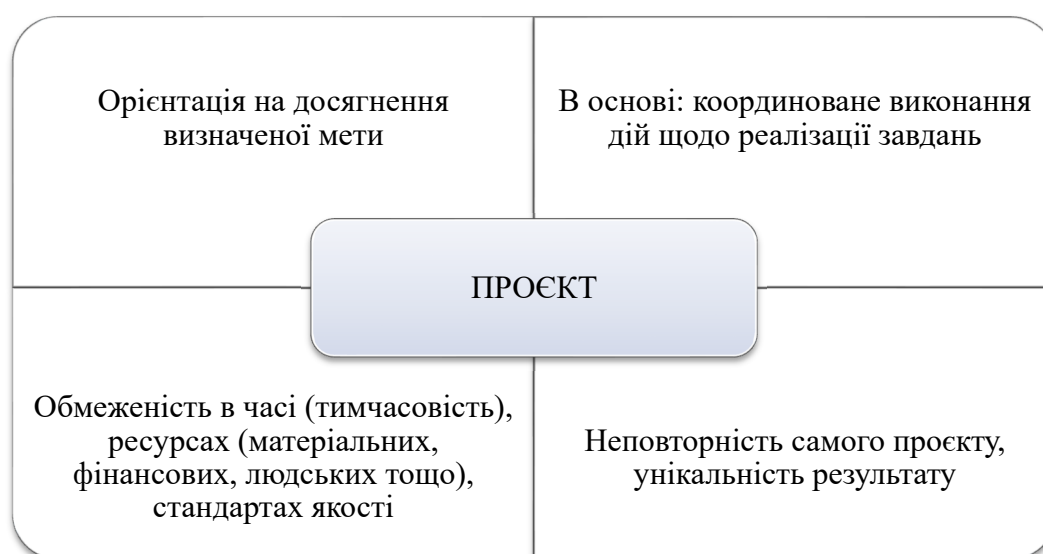 Орієнтація на досягнення
визначеної мети
В основі: координоване виконання
дій щодо реалізації завдань
ПРОЄКТ
Обмеженість в часі (тимчасовість),
ресурсах (матеріальних,
фінансових, людських тощо),
стандартах якості
Неповторність самого проєкту,
унікальність результату